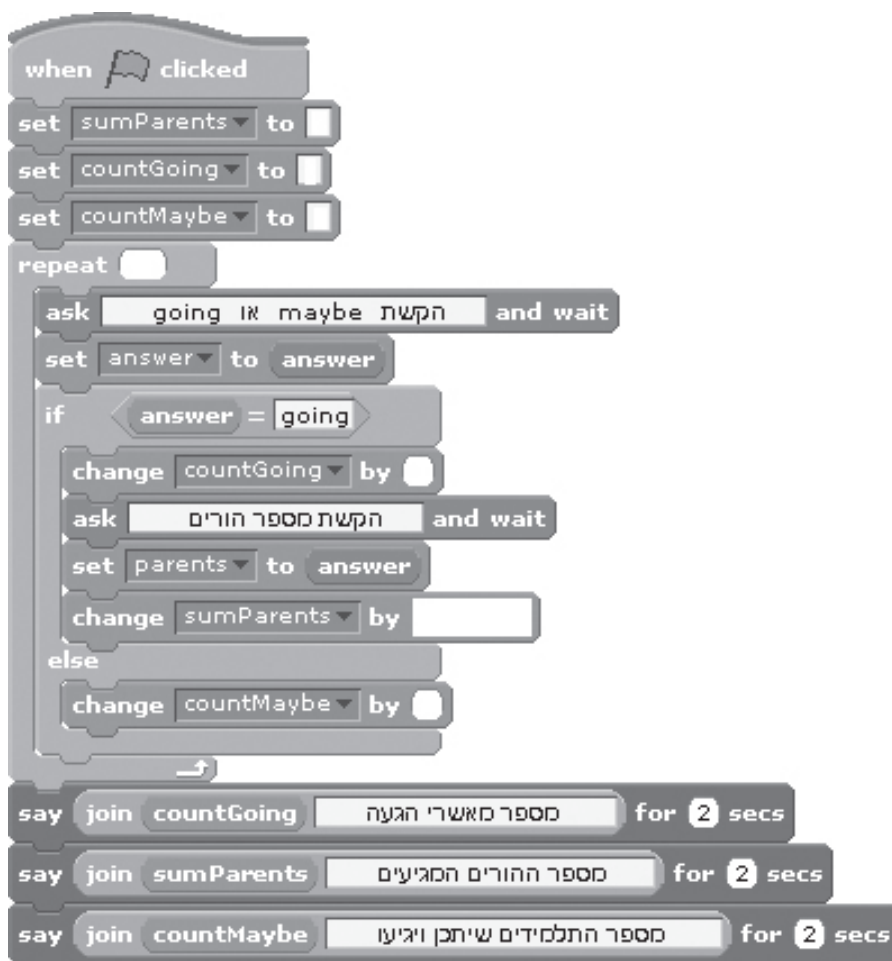 when clicked
set sumParents to
set countGoing to
set countMaybe to
repeat
ask הקשת maybe או going and wait
set answer to answer
if answer = going
change countGoing by
ask הקשת מספר הורים and wait
set parents to answer
change sumParents by
else
change countMaybe by
say join countGoing מספר מאשרי הגעה for 2 secs
say join sumParents מספר ההורים המגיעים for 2 secs
say join countMaybe מספר התלמידים שיתכן ויגיעו for 2 secs